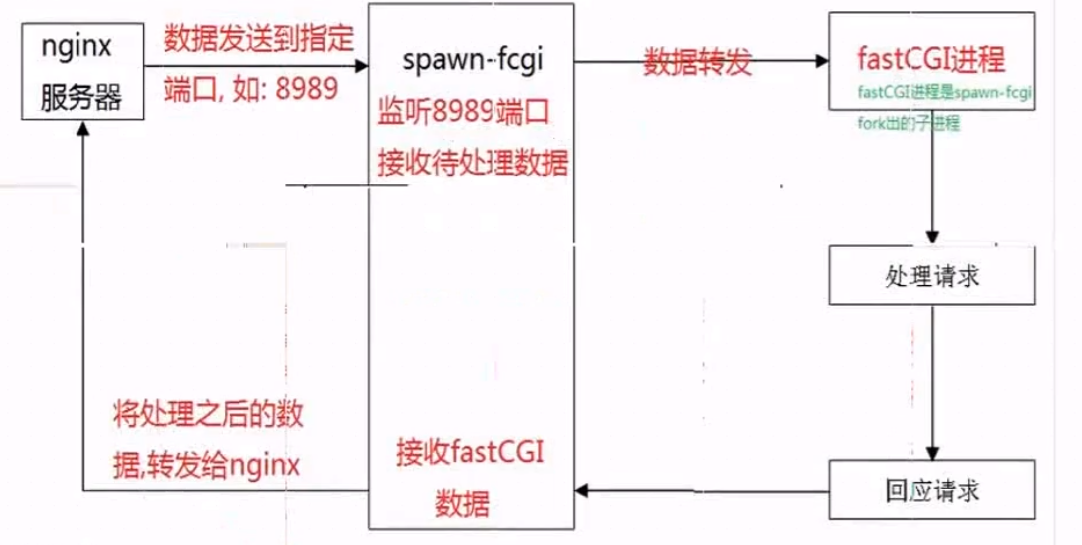 nginx
服务器
数据发送到指定
端口, 如: 8989
spawn-fcgi
监听8989端口
接收待处理数据
数据转发
fastCGI进程
fastCGI进程是spawn-fcgi
fork出的子进程
处理请求
回应请求
接收fastCGI
数据
将处理之后的数
据,转发给nginx